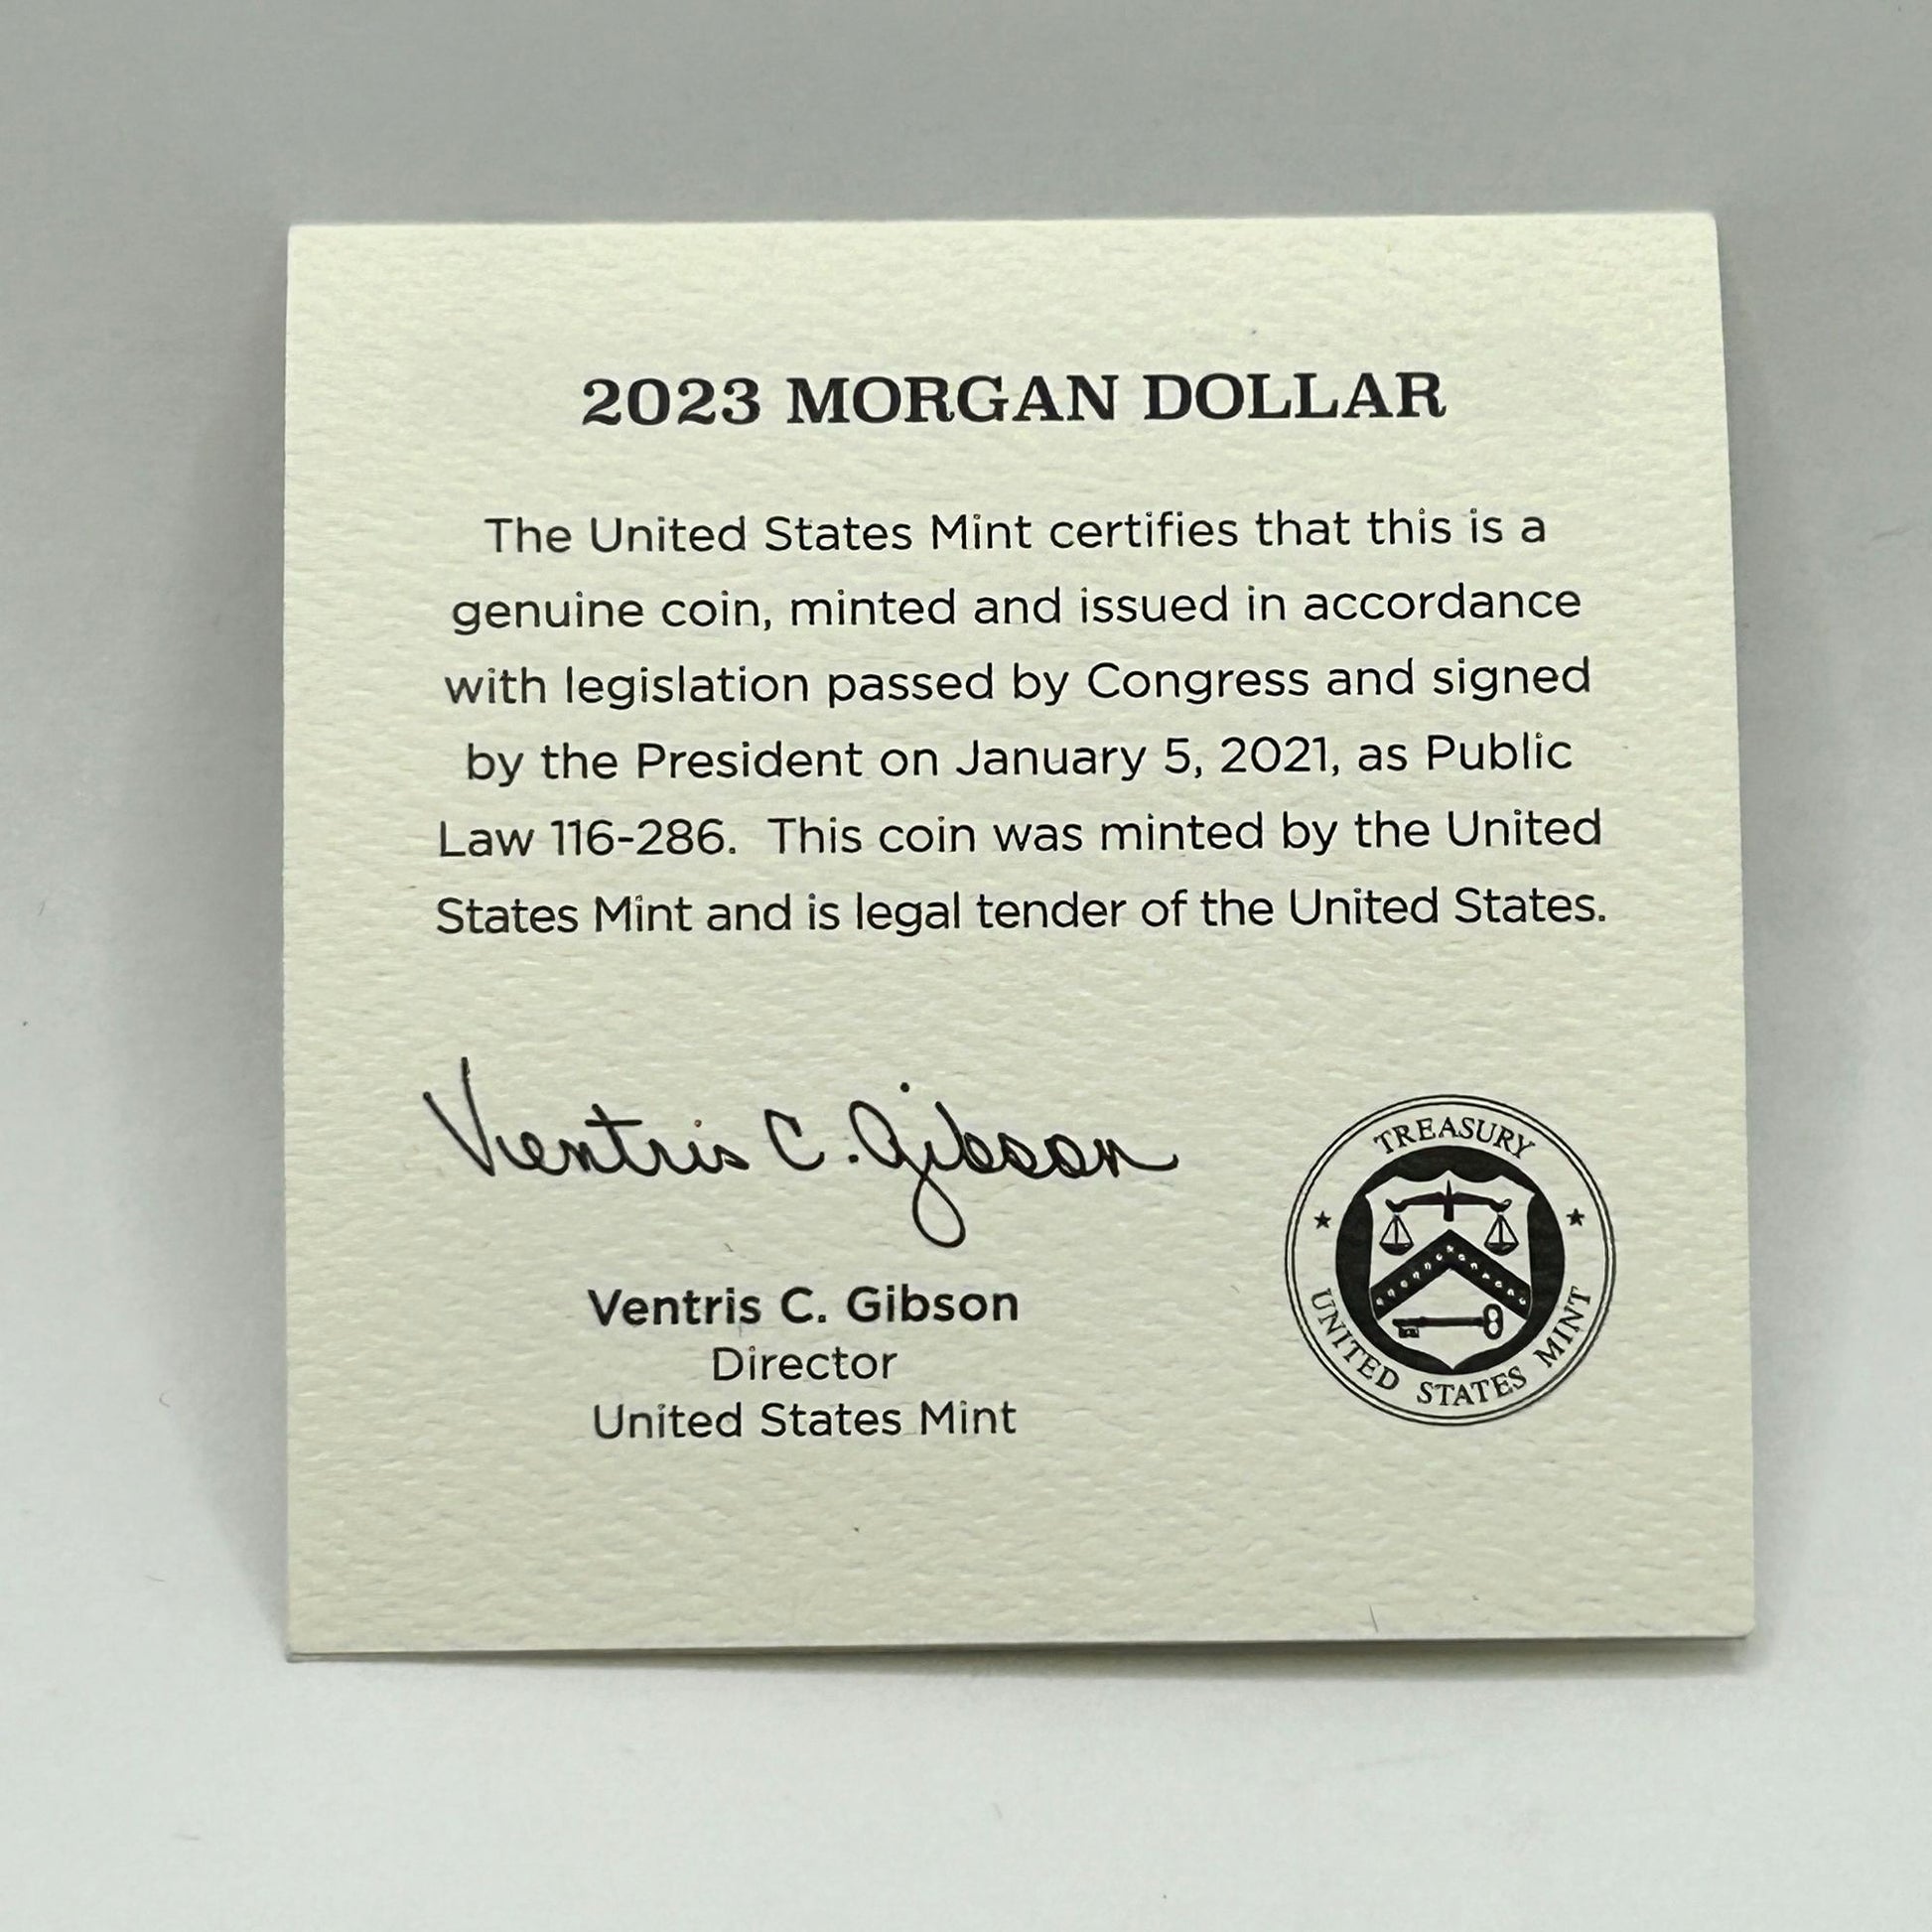 2023 MORGAN DOLLAR
The United States Mint certifies that this is a
genuine coin, minted and issued in accordance
with legislation passed by Congress and signed
by the President on January 5, 2021, as Public
Law 116-286.  This coin was minted by the United
States Mint and is legal tender of the United States.
Ventris C. Gibson
Ventris C. Gibson
Director
United States Mint
TREASURY
UNITED STATES MINT